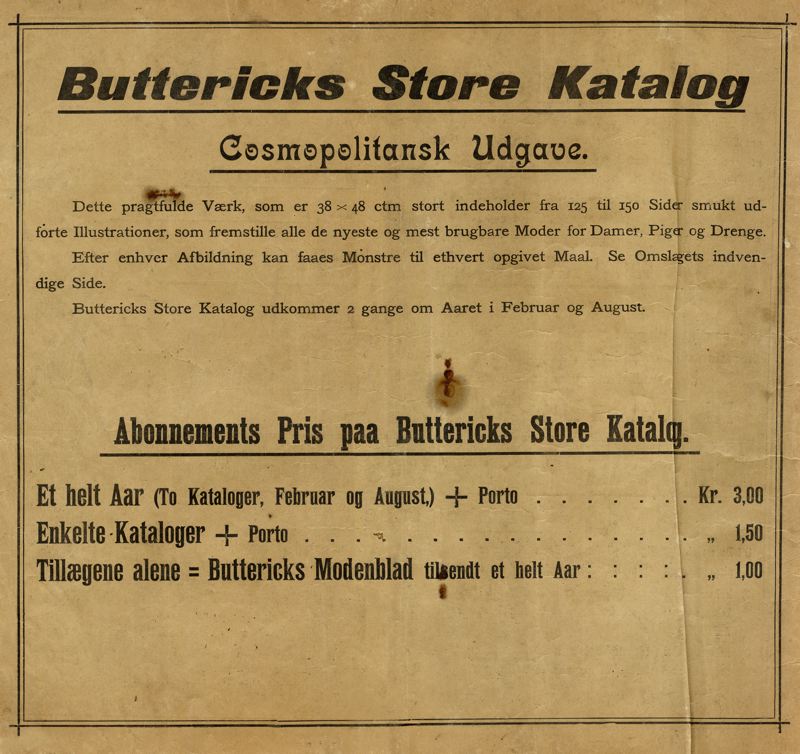 Buttericks Store Katalog
Cosmopolitansk Udgave.
Dette pragtfulde Værk, som er 38 × 48 ctm stort indeholder fra 125 til 150 Sider smukt ud-
førte Illustrationer, som fremstille alle de nyeste og mest brugbare Moder for Damer, Piger og Drenge.
Efter enhver Afbildning kan faaes Mønstre til ethvert opgivet Maal. Se Omslagets indven-
dige Side.
Buttericks Store Katalog udkommer 2 gange om Aaret i Februar og August.
Abonnements Pris paa Buttericks Store Katalog.
Et helt Aar (To Kataloger, Februar og August,) + Porto . . . . . . . Kr. 3,00
Enkelte Kataloger + Porto . . . . . . . . . . . . . . . „ 1,50
Tillægene alene = Buttericks Modenblad tilsendt et helt Aar : : : : . „ 1,00